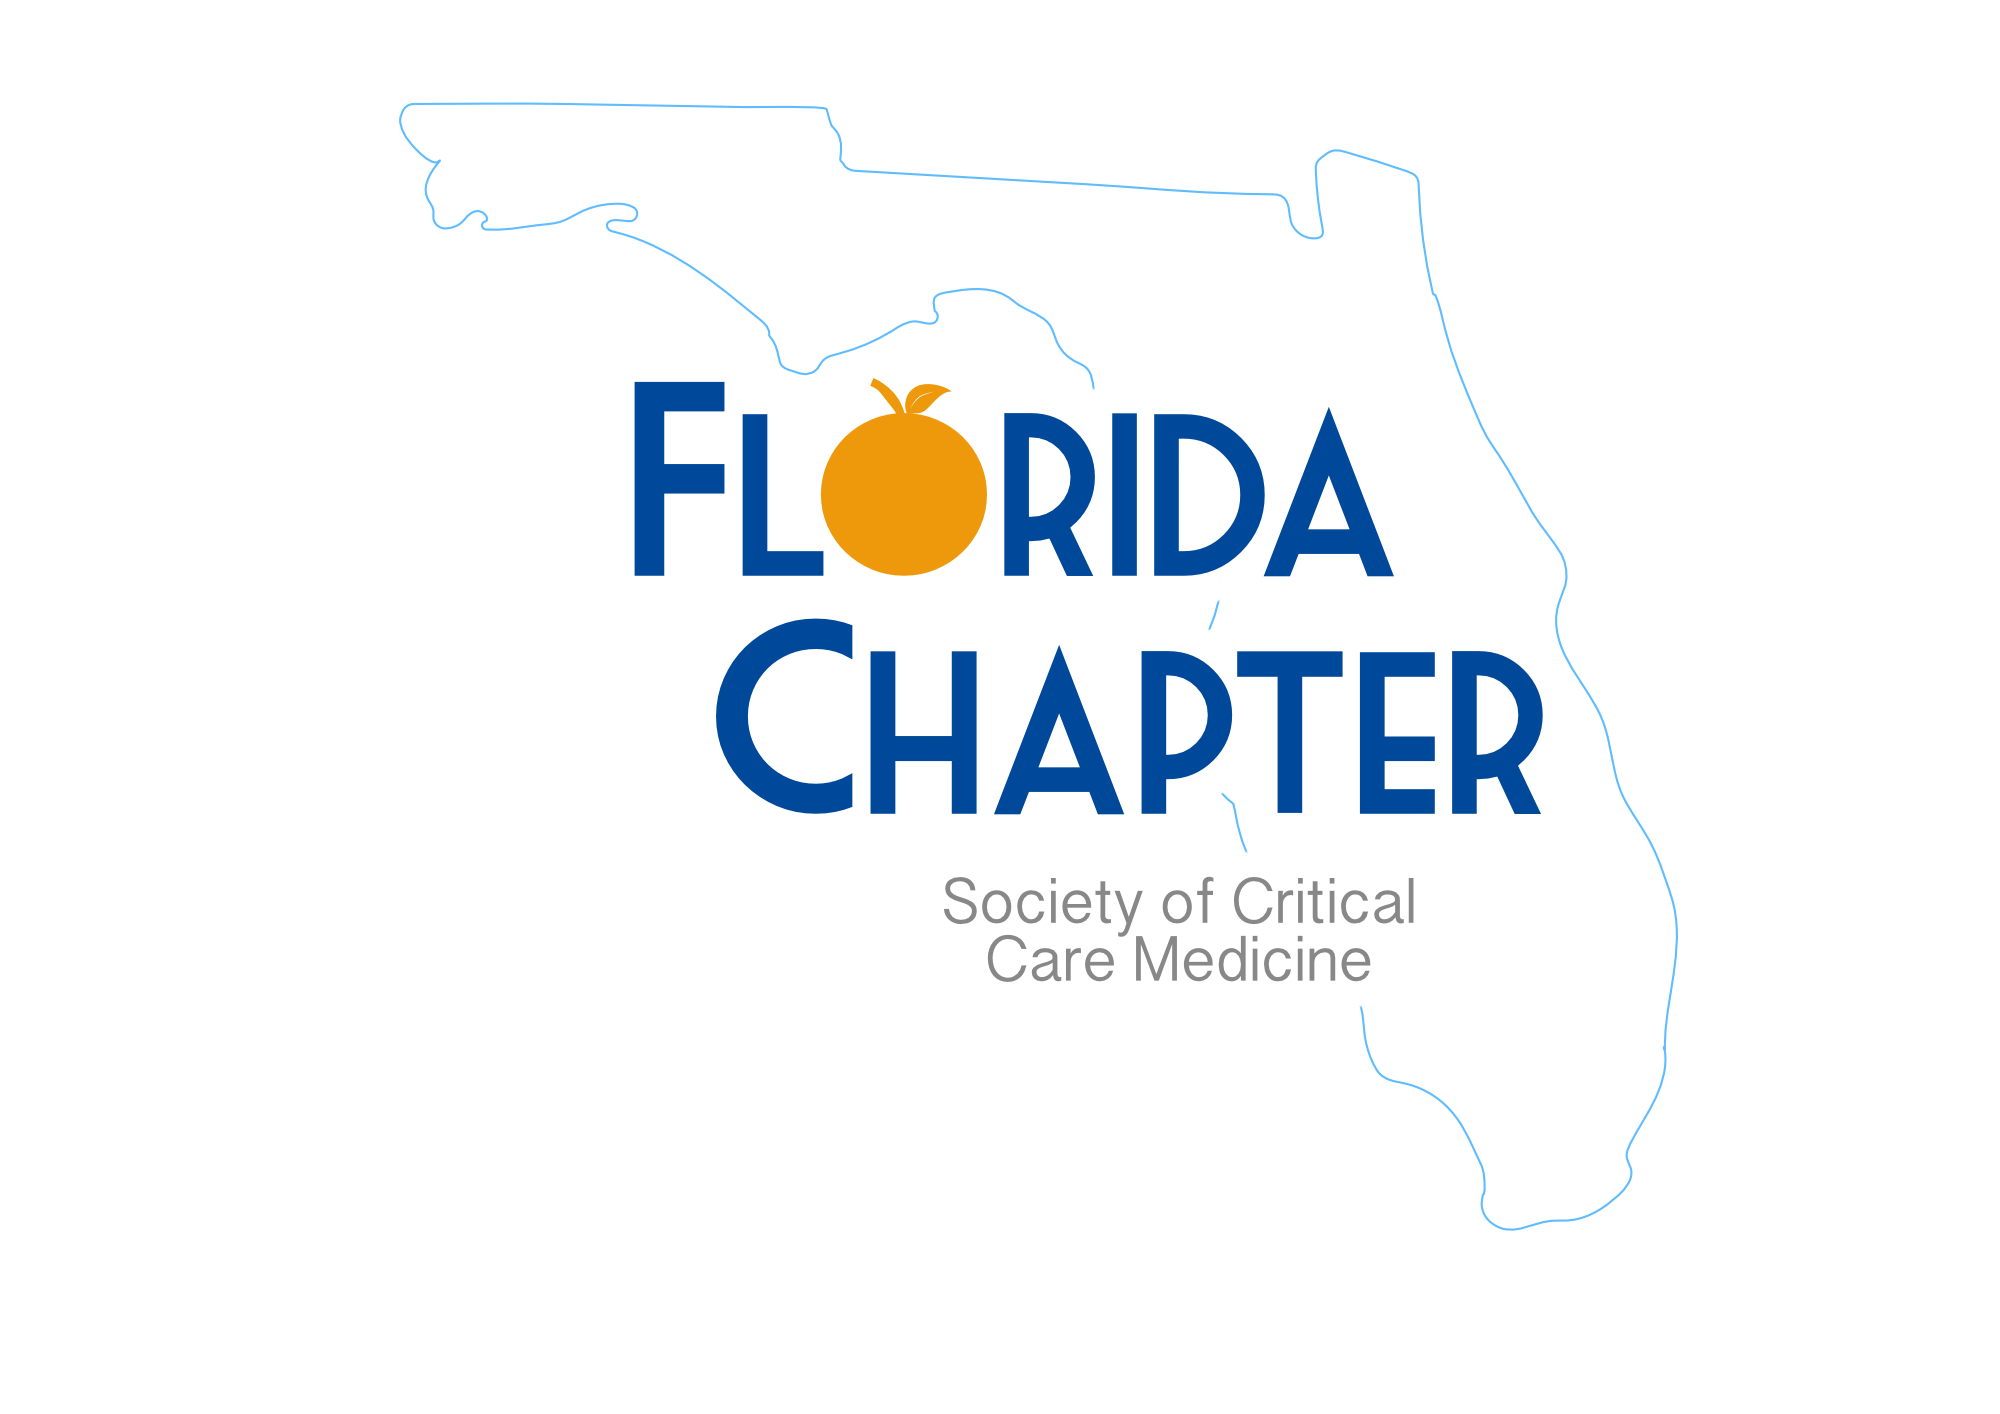 FLORIDA
CHAPTER
Society of Critical
Care Medicine